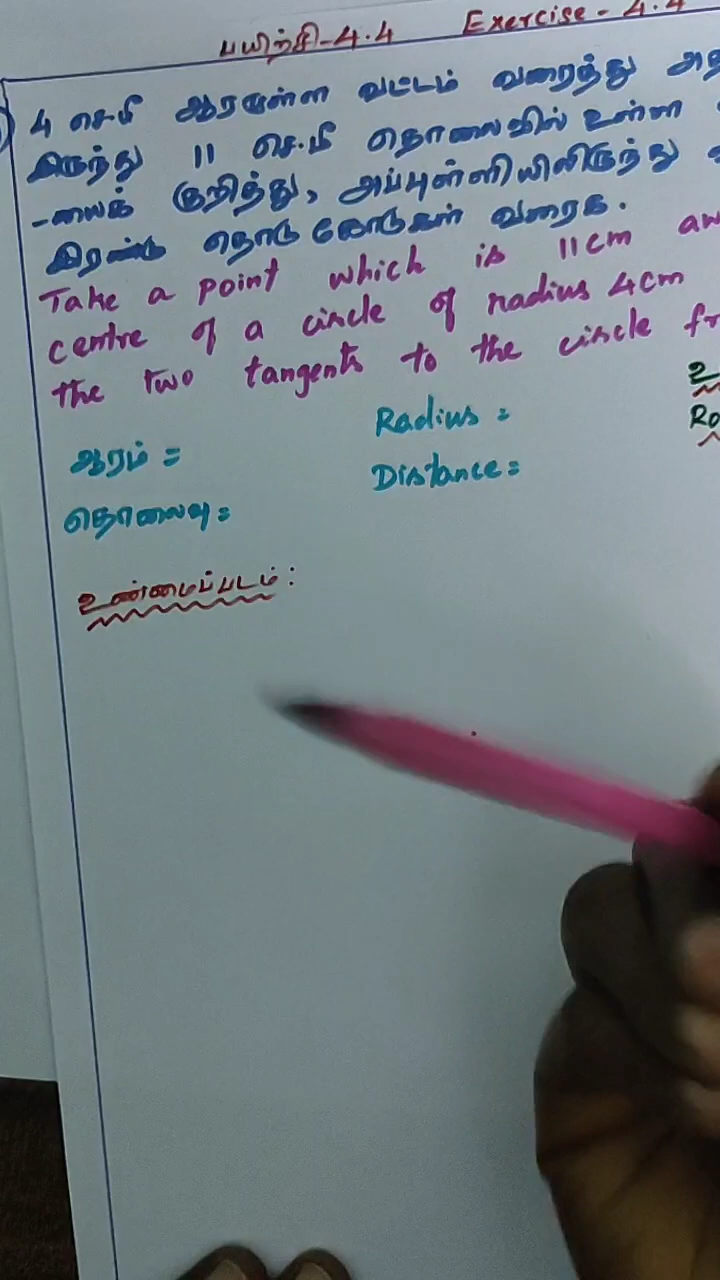 பயிற்சி-4.4 Exercise-4.4
4 செ.மீ ஆரமுள்ள வட்டம் வரைத்து
இருந்து 11 செ.மீ தொலைவில் உள்ள
-யைக் குறித்து, அப்புள்ளியிலிருந்து
இரண்டு தொடுகோடுகள் வரைக.
Take a point which is 11cm
centre of a circle of radius 4cm
the two tangents to the circle
ஆரம் = Radius =
தொலைவு = Distance =
உண்மைப்படம் :